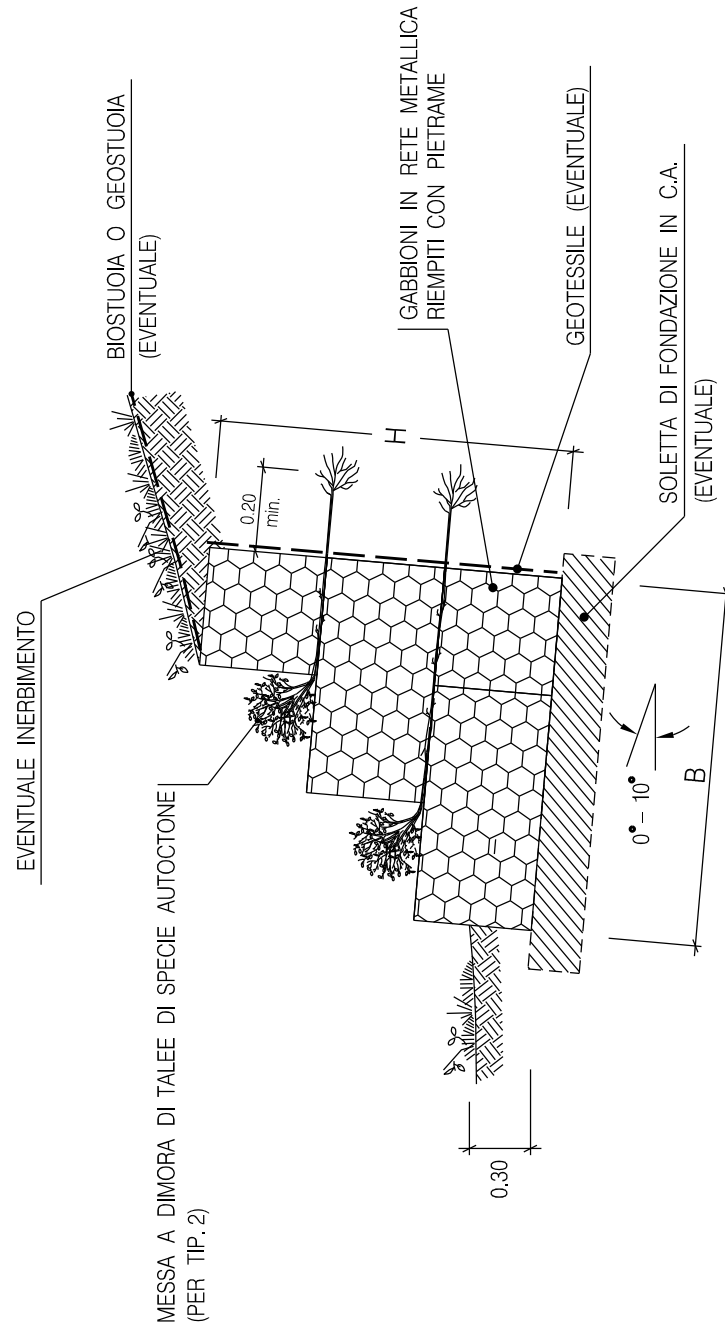 EVENTUALE INERBIMENTO
BIOSTUOIA O GEOSTUOIA
(EVENTUALE)
MESSA A DIMORA DI TALEE DI SPECIE AUTOCTONE
(PER TIP. 2)
0.20
min.
H
GABBIONI IN RETE METALLICA
RIEMPITI CON PIETRAME
GEOTESSILE (EVENTUALE)
SOLETTA DI FONDAZIONE IN C.A.
(EVENTUALE)
0.30
0° – 10°
B